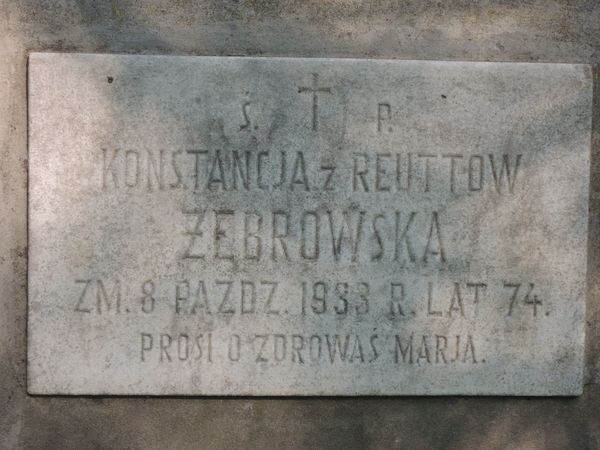 Ś. P.
KONSTANCJA z REUTTÓW
ŻEBROWSKA
ZM. 8 PAŹDZ. 1933 R. LAT 74.
PROSI O ZDROWAŚ MARJA.